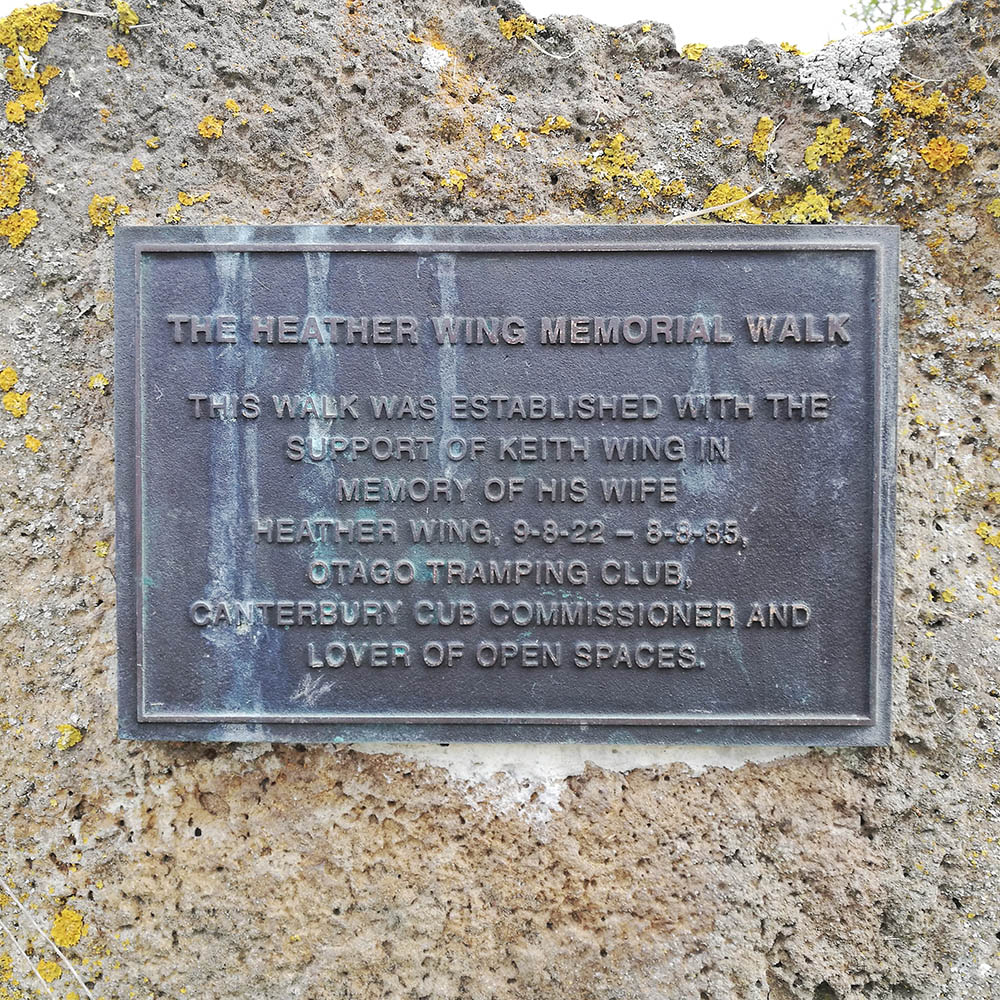 THE HEATHER WING MEMORIAL WALK
THIS WALK WAS ESTABLISHED WITH THE
SUPPORT OF KEITH WING IN
MEMORY OF HIS WIFE
HEATHER WING, 9-8-22 – 8-3-85,
OTAGO TRAMPING CLUB,
CANTERBURY CUB COMMISSIONER AND
LOVER OF OPEN SPACES.